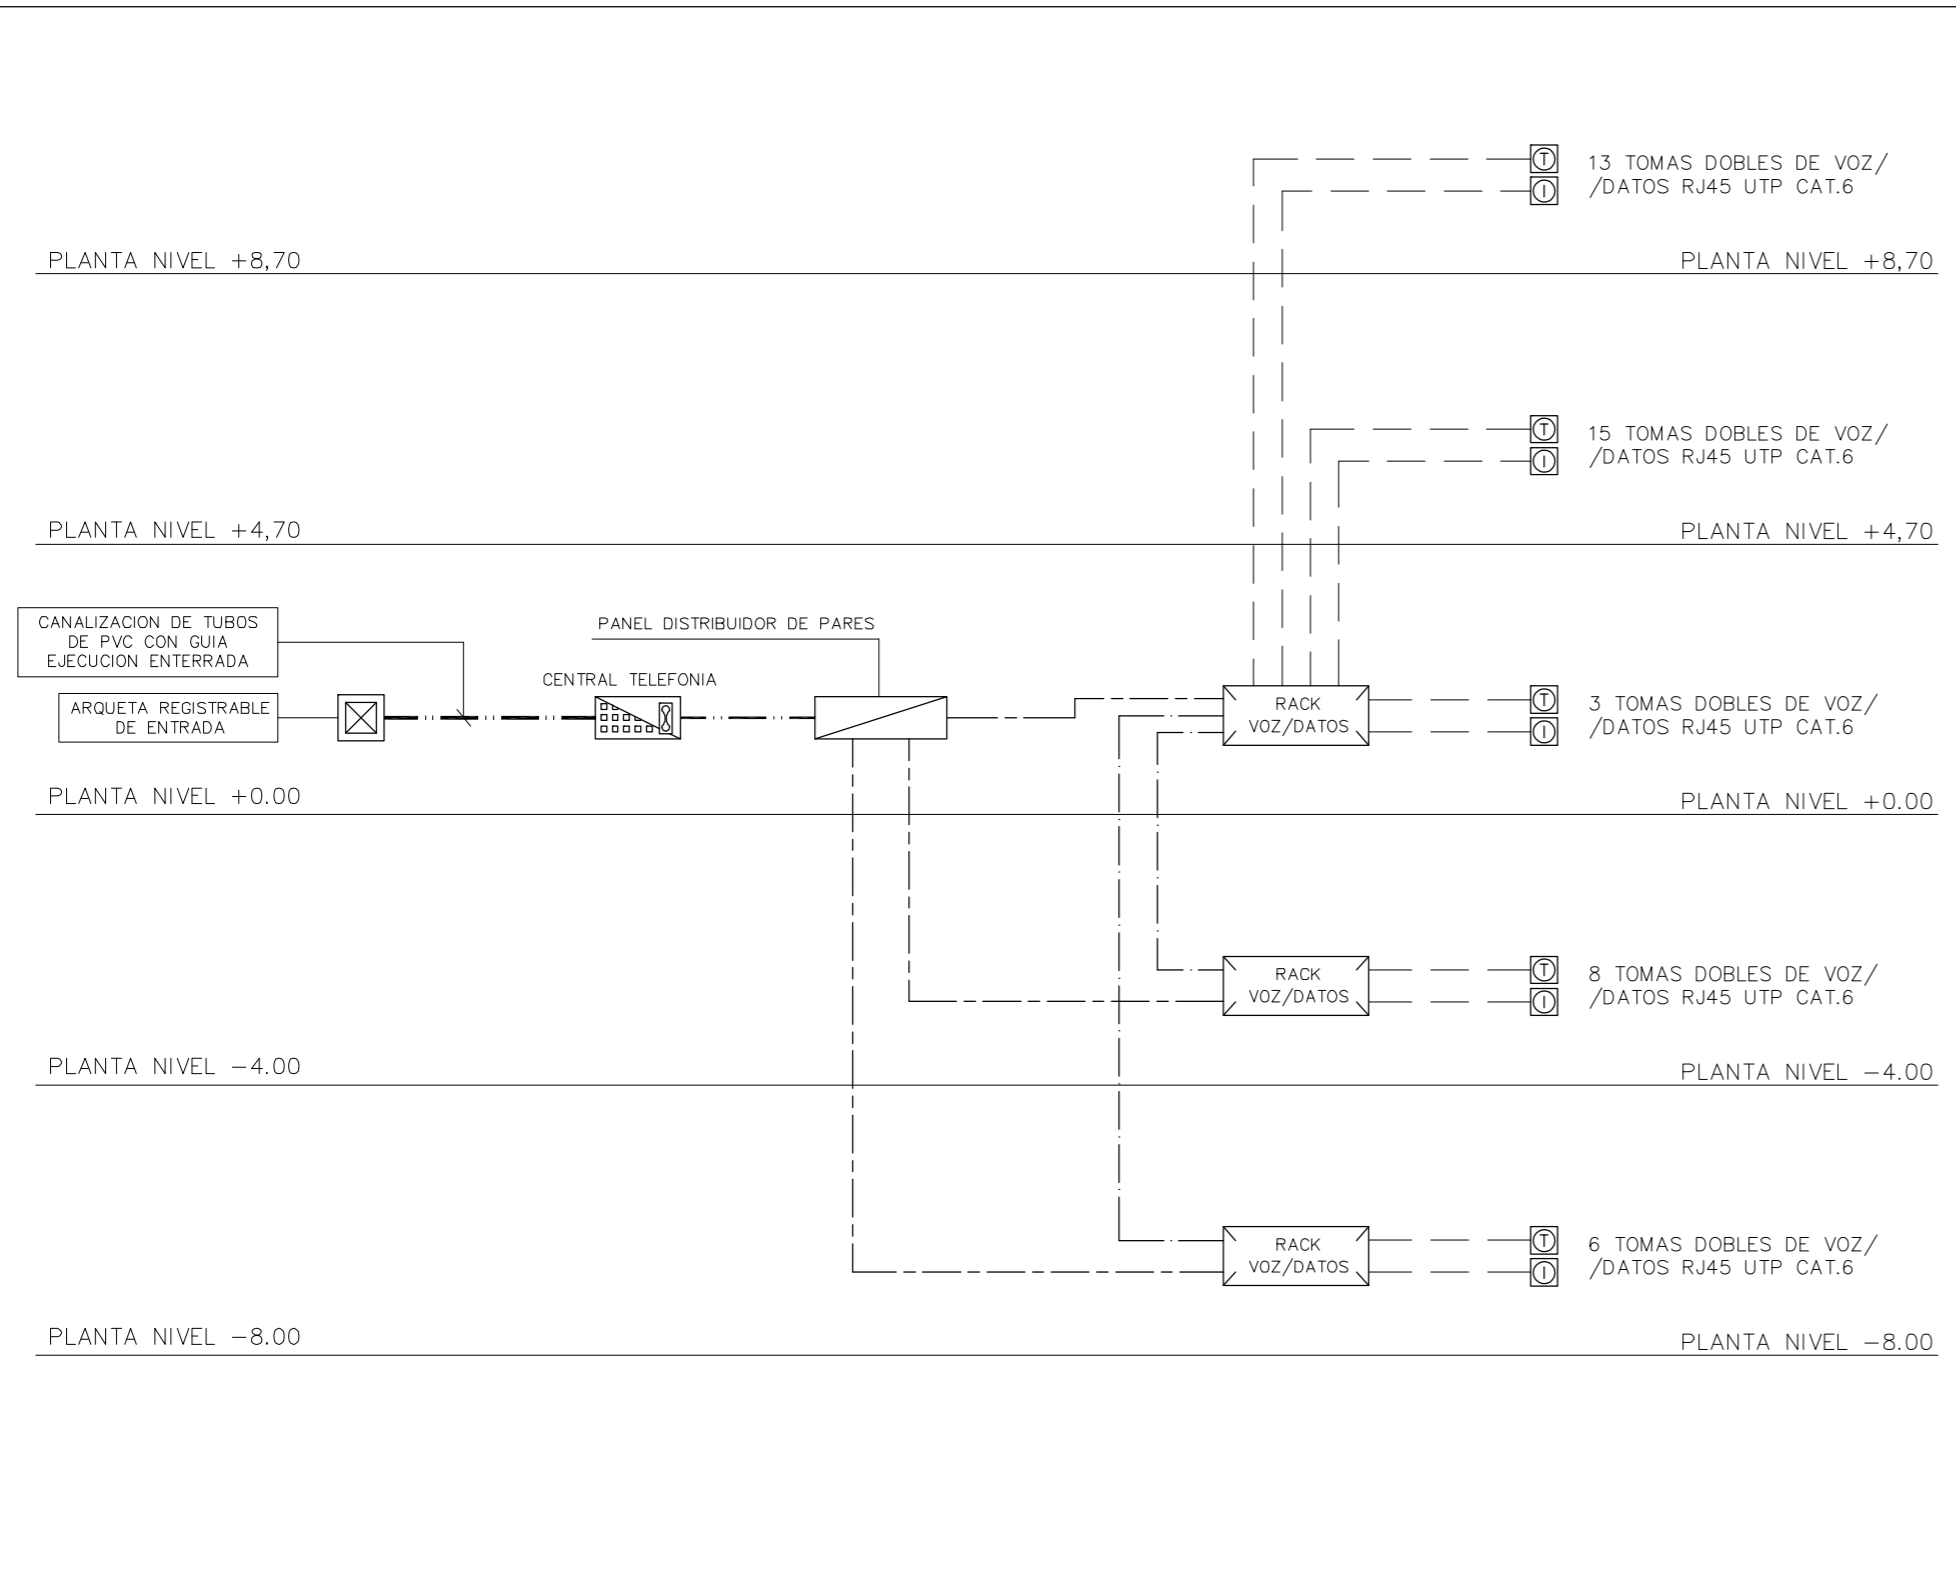 13 TOMAS DOBLES DE VOZ/
/DATOS RJ45 UTP CAT.6
PLANTA NIVEL +8,70
PLANTA NIVEL +8,70
15 TOMAS DOBLES DE VOZ/
/DATOS RJ45 UTP CAT.6
PLANTA NIVEL +4,70
PLANTA NIVEL +4,70
CANALIZACION DE TUBOS
DE PVC CON GUIA
EJECUCION ENTERRADA
ARQUETA REGISTRABLE
DE ENTRADA
CENTRAL TELEFONIA
PANEL DISTRIBUIDOR DE PARES
RACK
VOZ/DATOS
3 TOMAS DOBLES DE VOZ/
/DATOS RJ45 UTP CAT.6
PLANTA NIVEL +0.00
PLANTA NIVEL +0.00
RACK
VOZ/DATOS
8 TOMAS DOBLES DE VOZ/
/DATOS RJ45 UTP CAT.6
PLANTA NIVEL -4.00
PLANTA NIVEL -4.00
RACK
VOZ/DATOS
6 TOMAS DOBLES DE VOZ/
/DATOS RJ45 UTP CAT.6
PLANTA NIVEL -8.00
PLANTA NIVEL -8.00
T
I
T
I
T
I
T
I
T
I